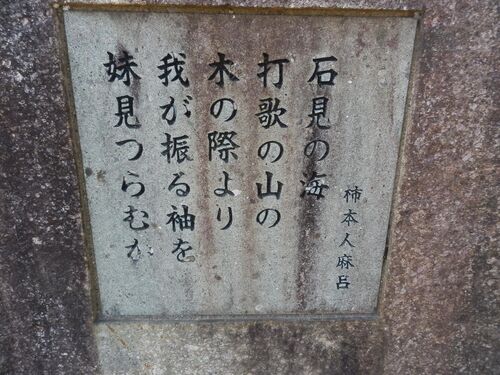 柿本人麻呂
石見の海
打歌の山の
木の際より
我が振る袖を
妹見つらむか